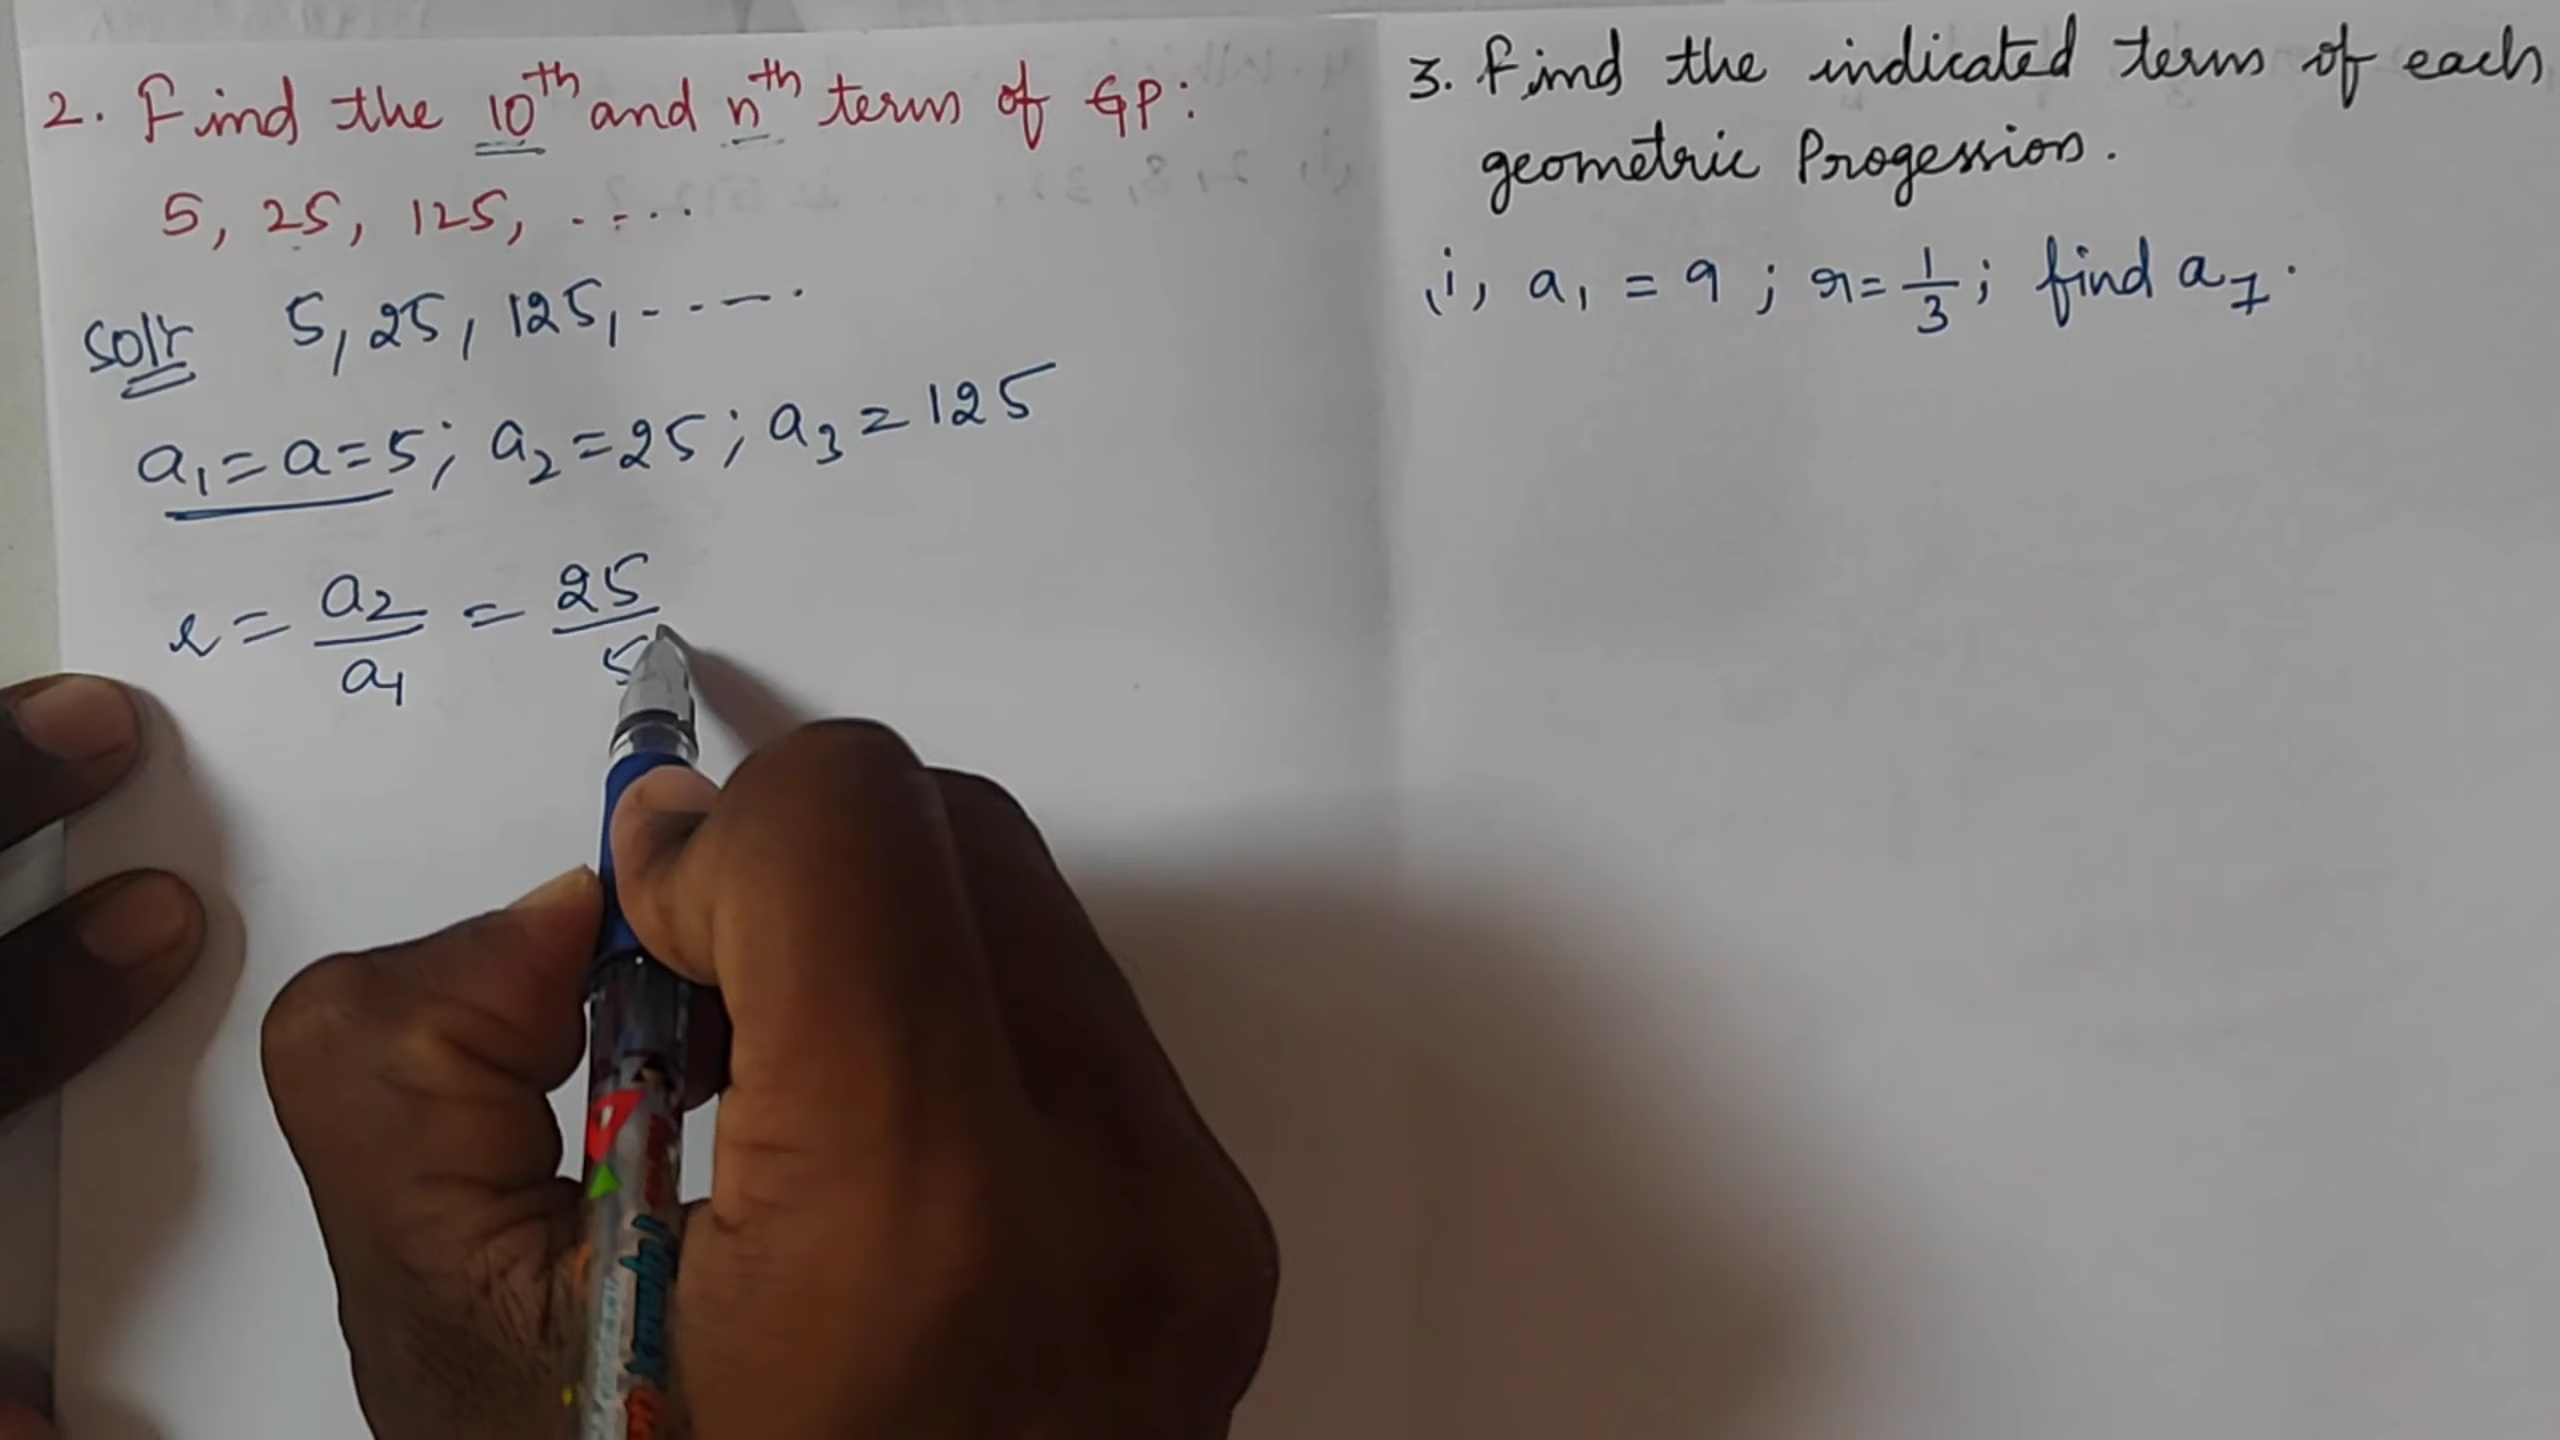 2. Find the 10th and nth term of GP:
5, 25, 125, ....
Soln 5, 25, 125, ....
a1 = a = 5; a2 = 25; a3 = 125
r = a2/a1 = 25/5
3. Find the indicated term of each
geometric Progession.
(i) a1 = 9; r = 1/3; find a7.